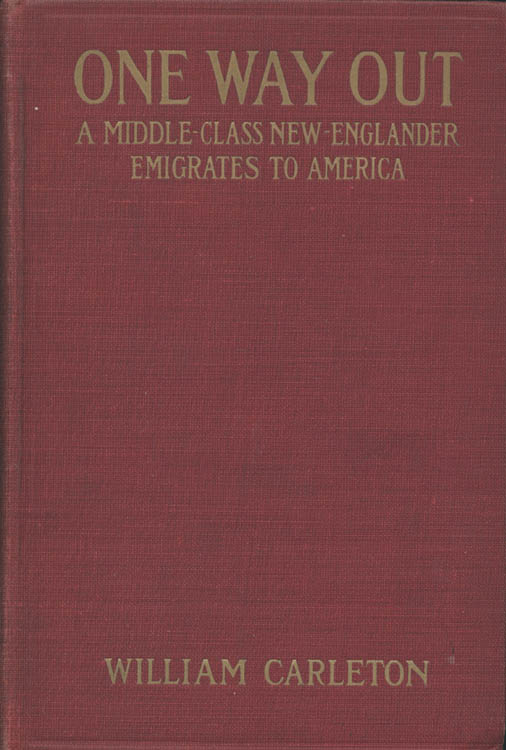 ONE WAY OUT
A MIDDLE-CLASS NEW-ENGLANDER
EMIGRATES TO AMERICA
WILLIAM CARLETON